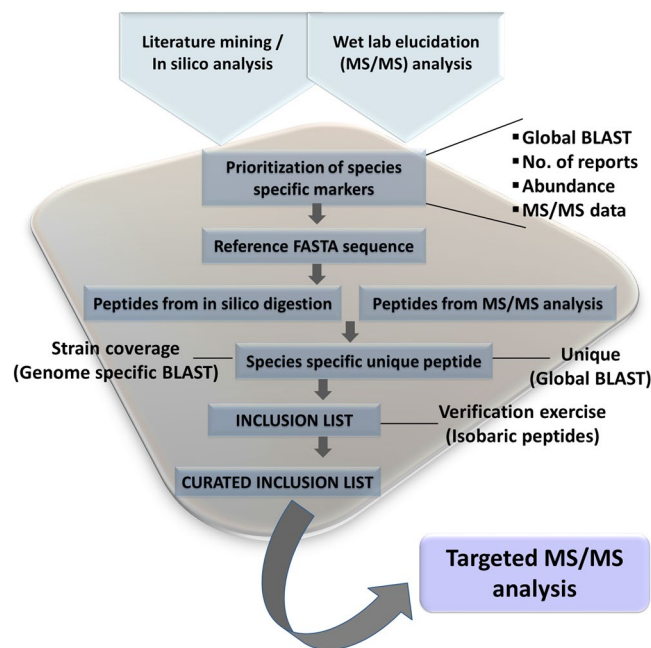 Literature mining /
In silico analysis
Wet lab elucidation
(MS/MS) analysis
Prioritization of species
specific markers
▪ Global BLAST
▪ No. of reports
▪ Abundance
▪ MS/MS data
Reference FASTA sequence
Peptides from in silico digestion
Peptides from MS/MS analysis
Strain coverage
(Genome specific BLAST)
Species specific unique peptide
Unique
(Global BLAST)
INCLUSION LIST
Verification exercise
(Isobaric peptides)
CURATED INCLUSION LIST
Targeted MS/MS
analysis